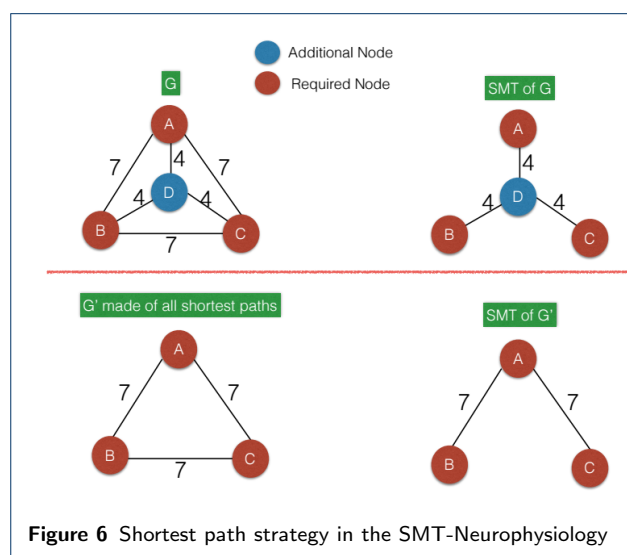 Additional Node
Required Node
G
A
7
4
7
D
4
4
B
C
7
SMT of G
A
4
D
4
4
B
C
G' made of all shortest paths
A
7
7
B
C
7
SMT of G'
A
7
7
B
C
Figure 6 Shortest path strategy in the SMT-Neurophysiology